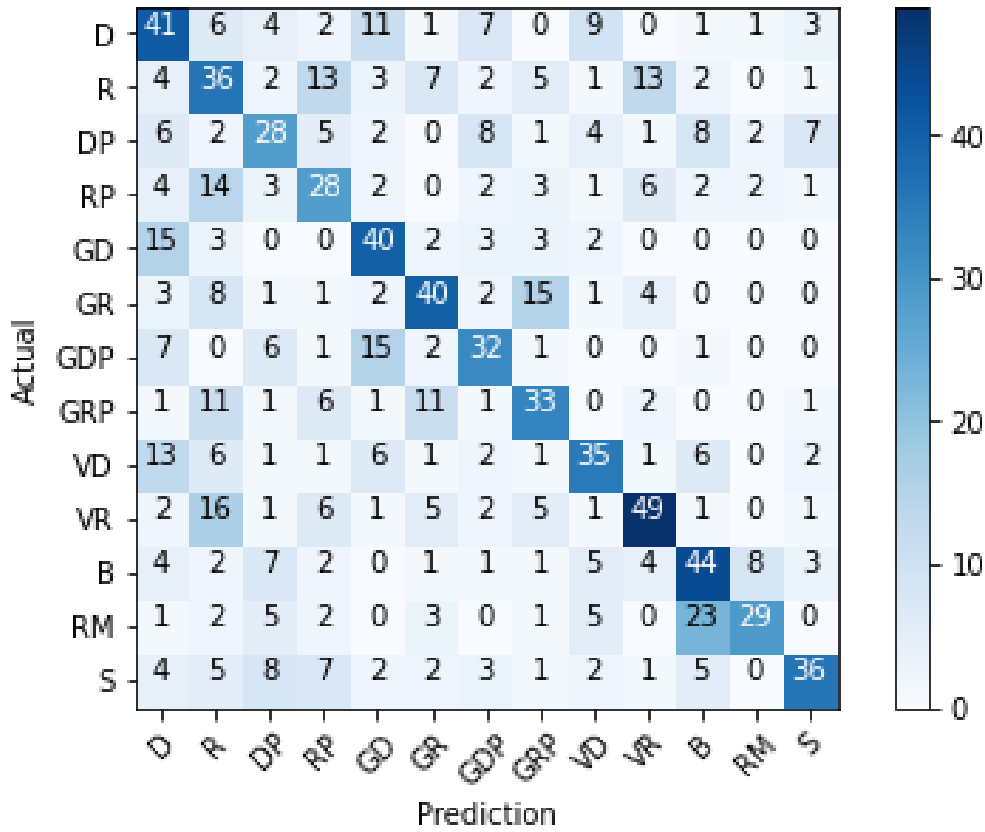 D 41 6 4 2 11 1 7 0 9 0 1 1 3
R 4 36 2 13 3 7 2 5 1 13 2 0 1
DP 6 2 28 5 2 0 8 1 4 1 8 2 7
RP 4 14 3 28 2 0 2 3 1 6 2 2 1
GD 15 3 0 0 40 2 3 3 2 0 0 0 0
GR 3 8 1 1 2 40 2 15 1 4 0 0 0
GDP 7 0 6 1 15 2 32 1 0 0 1 0 0
GRP 1 11 1 6 1 11 1 33 0 2 0 0 1
VD 13 6 1 1 6 1 2 1 35 1 6 0 2
VR 2 16 1 6 1 5 2 5 1 49 1 0 1
B 4 2 7 2 0 1 1 1 5 4 44 8 3
RM 1 2 5 2 0 3 0 1 5 0 23 29 0
S 4 5 8 7 2 2 3 1 2 1 5 0 36
D R DP RP GD GR GDP GRP VD VR B RM S
Prediction
Actual
40
30
20
10
0